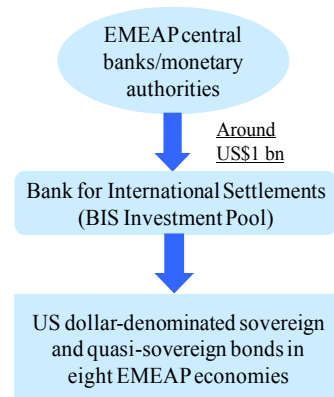 EMEAP central
banks/monetary
authorities
Around
US$1 bn
Bank for International Settlements
(BIS Investment Pool)
US dollar-denominated sovereign
and quasi-sovereign bonds in
eight EMEAP economies